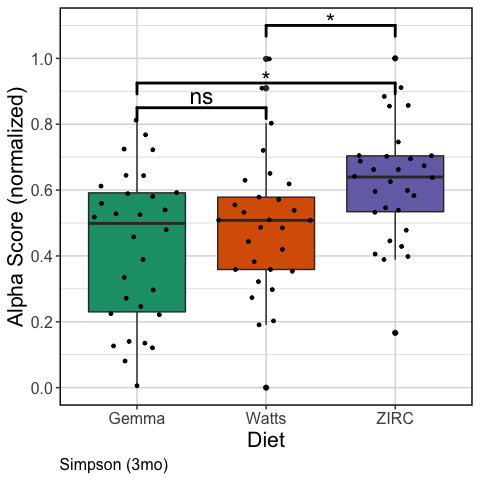 *
1.0
*
ns
0.8
0.6
0.4
0.2
0.0
Alpha Score (normalized)
Gemma Watts ZIRC
Diet
Simpson (3mo)